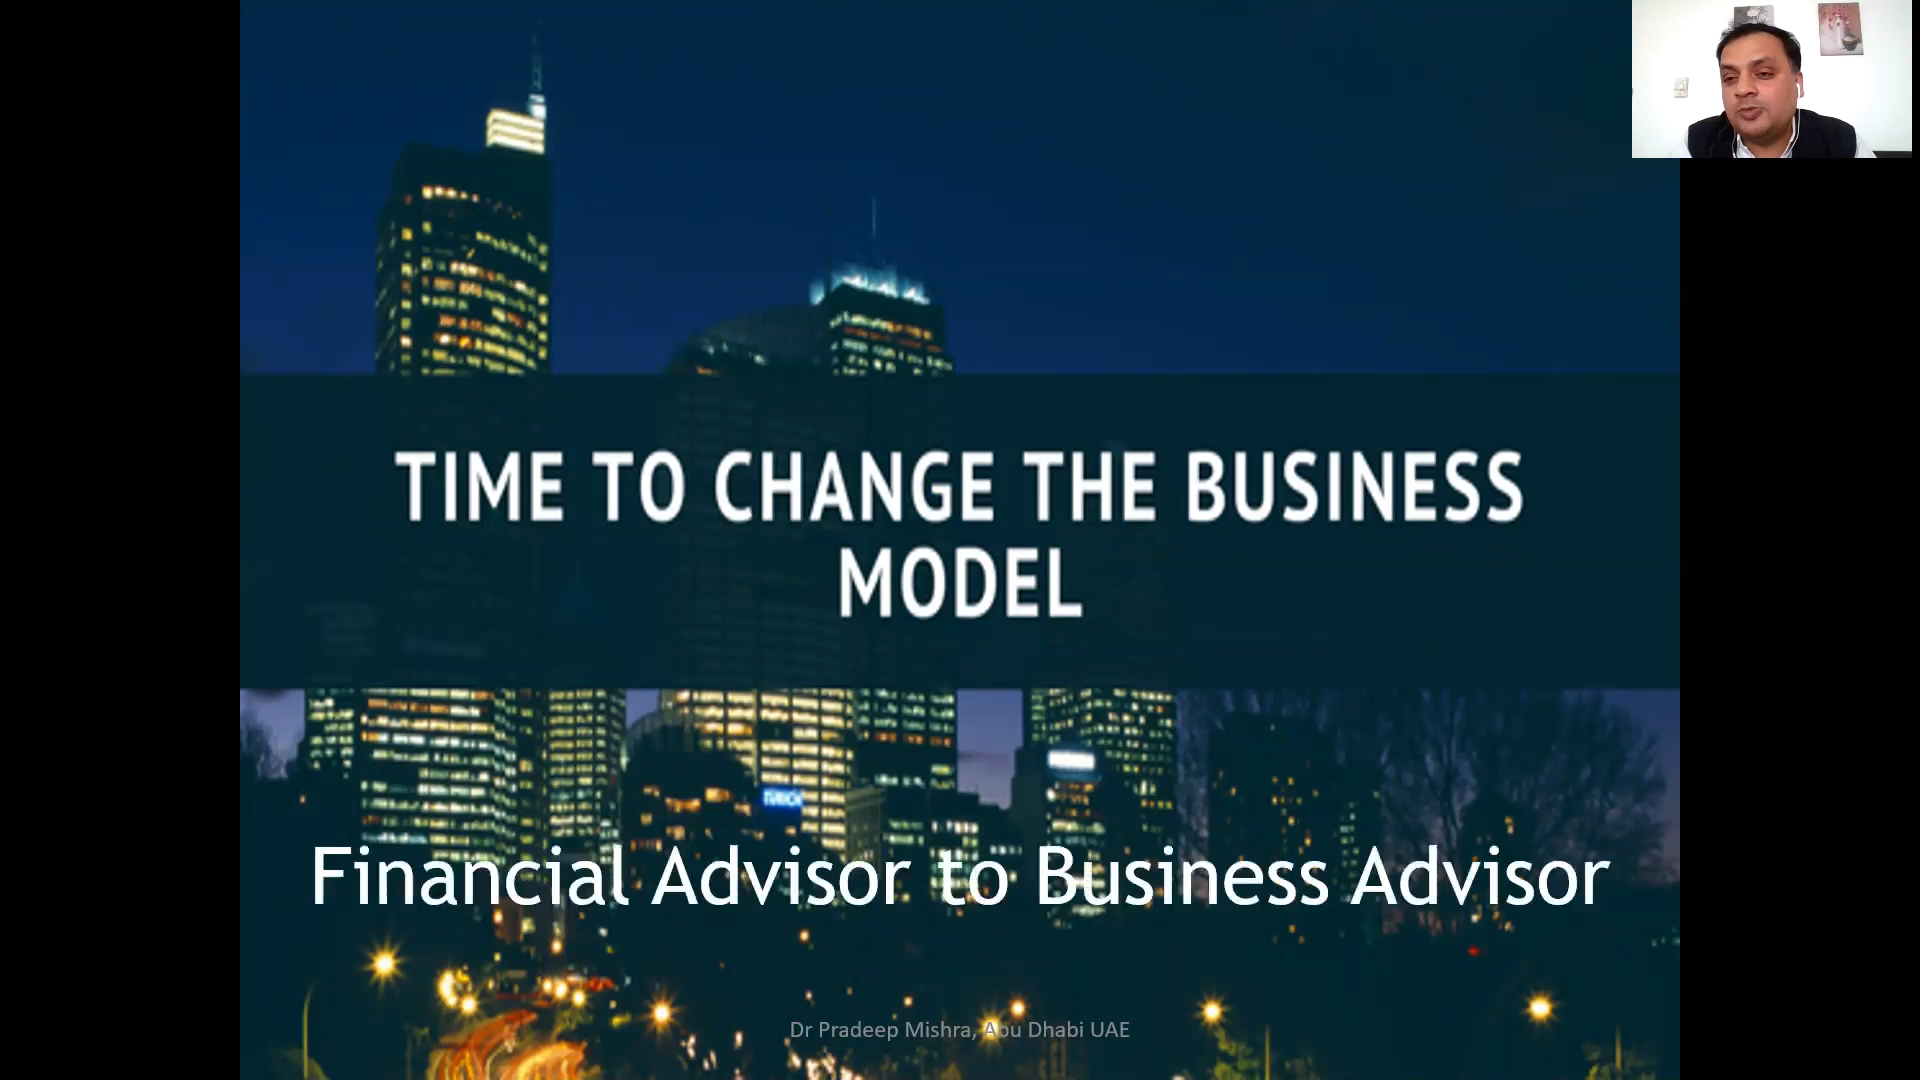 TIME TO CHANGE THE BUSINESS
MODEL
Financial Advisor to Business Advisor
Dr Pradeep Mishra, Abu Dhabi UAE